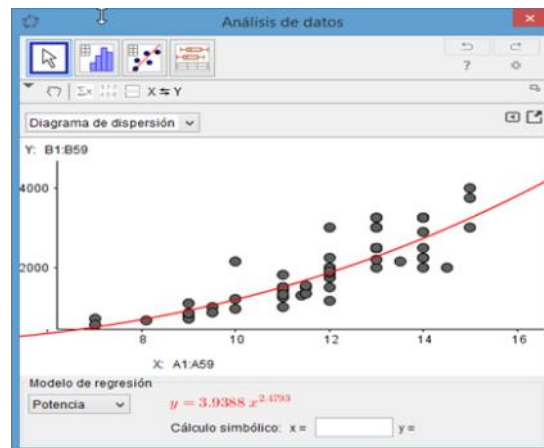 Análisis de datos
?
Σx X ⇆ Y
Diagrama de dispersión
Y: B1:B59
4000
2000
8 10 12 14 16
X: A1:A59
Modelo de regresión
Potencia
y = 3.9388 x^2.4793
Cálculo simbólico: x = y =